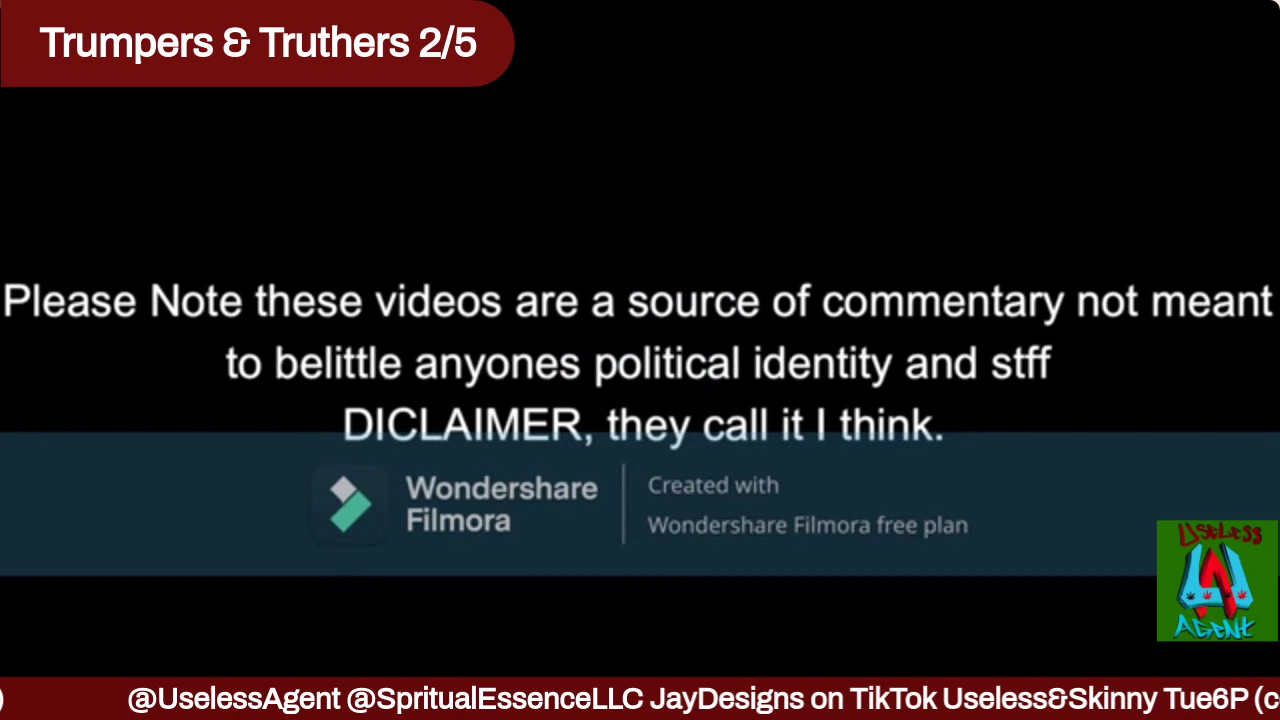 Trumpers & Truthers 2/5
Please Note these videos are a source of commentary not meant
to belittle anyones political identity and stff
DICLAIMER, they call it I think.
Wondershare
Filmora
Created with
Wondershare Filmora free plan
USELESS
AGENT
) @UselessAgent @SpritualEssenceLLC JayDesigns on TikTok Useless&Skinny Tue6P (c